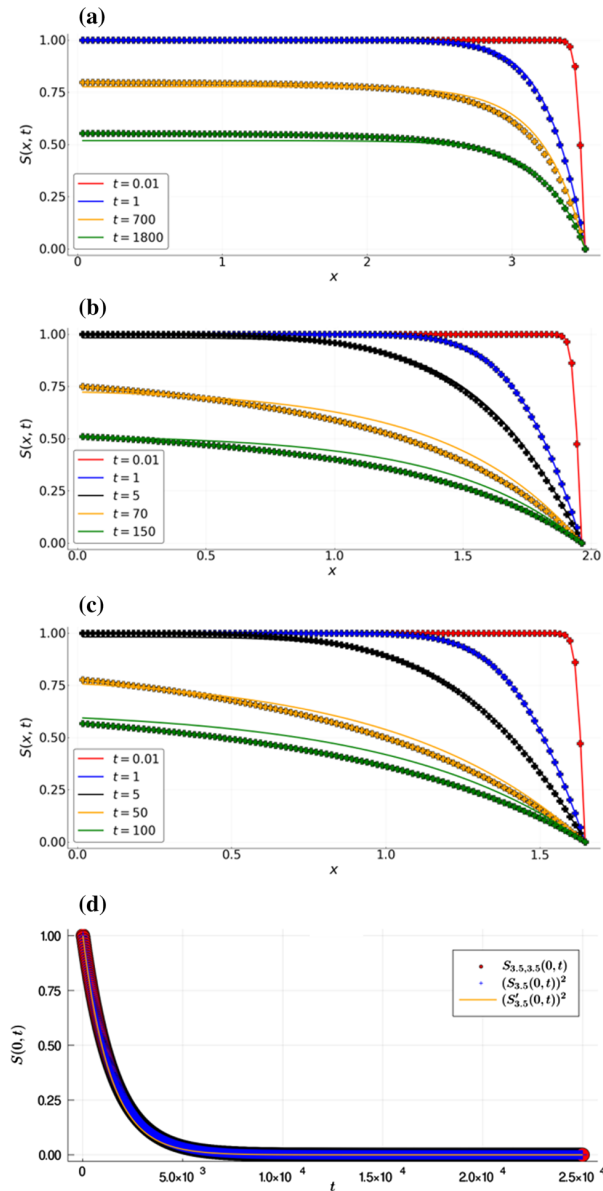 (a)
1.00
0.75
0.50
0.25
0.00
S(x, t)
t = 0.01
t = 1
t = 700
t = 1800
0 1 2 3
x
(b)
1.00
0.75
0.50
0.25
0.00
S(x, t)
t = 0.01
t = 1
t = 5
t = 70
t = 150
0.0 0.5 1.0 1.5 2.0
x
(c)
1.00
0.75
0.50
0.25
0.00
S(x, t)
t = 0.01
t = 1
t = 5
t = 50
t = 100
0.0 0.5 1.0 1.5
x
(d)
1.00
0.75
0.50
0.25
0.00
S(0, t)
S₃.₅,₃.₅(0, t)
(S₃.₅(0, t))²
(S′₃.₅(0, t))²
0 5.0×10³ 1.0×10⁴ 1.5×10⁴ 2.0×10⁴ 2.5×10⁴
t